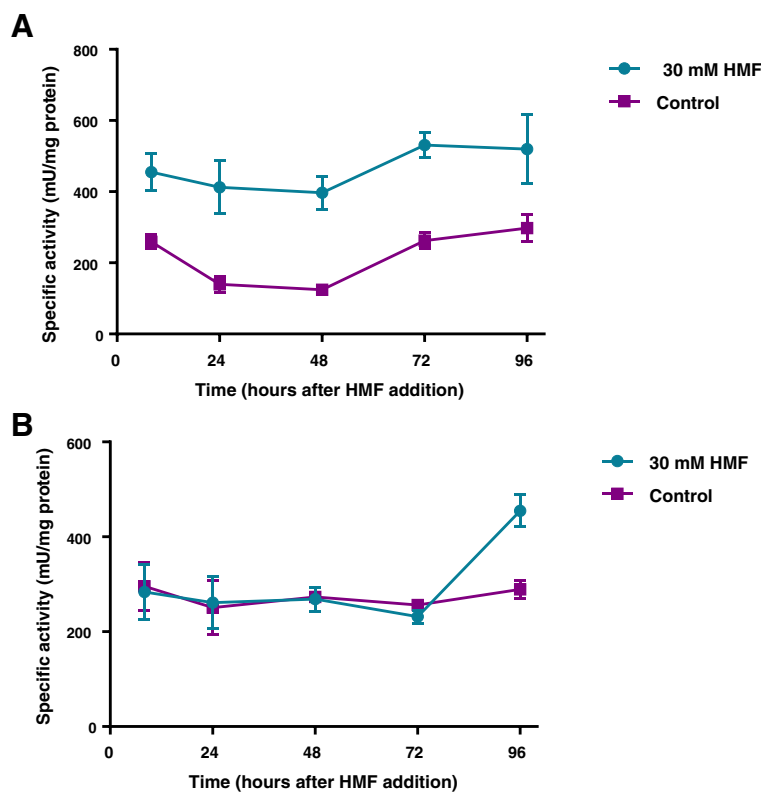 A
800
600
400
200
0
Specific activity (mU/mg protein)
0 24 48 72 96
Time (hours after HMF addition)
30 mM HMF
Control
B
600
400
200
0
Specific activity (mU/mg protein)
0 24 48 72 96
Time (hours after HMF addition)
30 mM HMF
Control